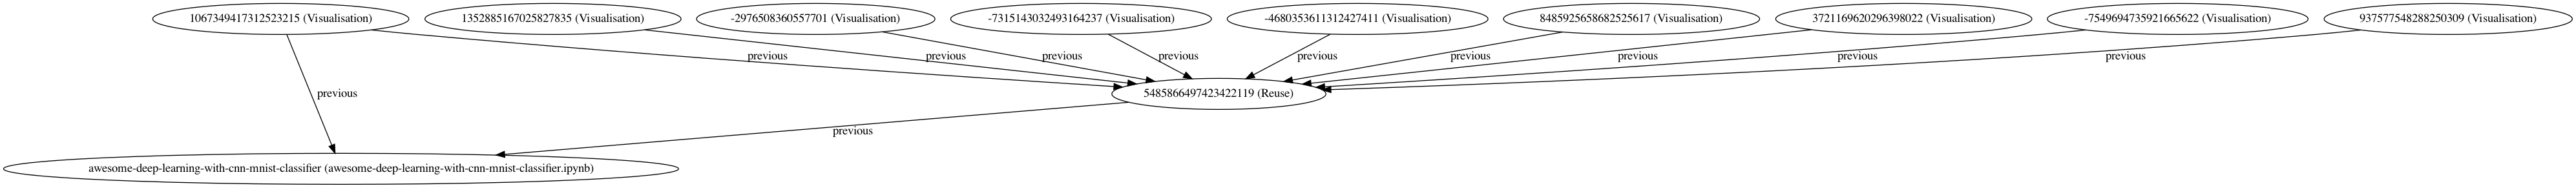 1067349417312523215 (Visualisation)
1352885167025827835 (Visualisation)
-2976508360557701 (Visualisation)
-7315143032493164237 (Visualisation)
-4680353611312427411 (Visualisation)
8485925658682525617 (Visualisation)
3721169620296398022 (Visualisation)
-7549694735921665622 (Visualisation)
937577548288250309 (Visualisation)
previous
previous
previous
previous
previous
previous
previous
previous
previous
previous
5485866497423422119 (Reuse)
previous
awesome-deep-learning-with-cnn-mnist-classifier (awesome-deep-learning-with-cnn-mnist-classifier.ipynb)